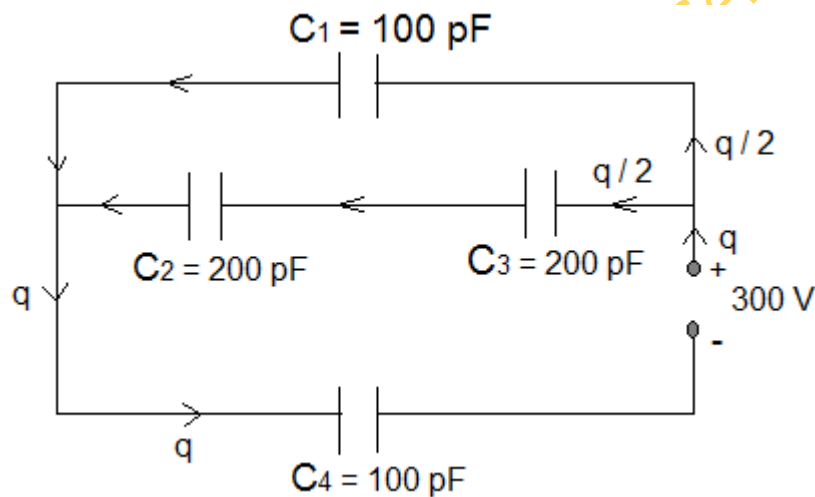 C1 = 100 pF
q / 2
q / 2
q
C2 = 200 pF
C3 = 200 pF
+
300 V
-
q
q
C4 = 100 pF